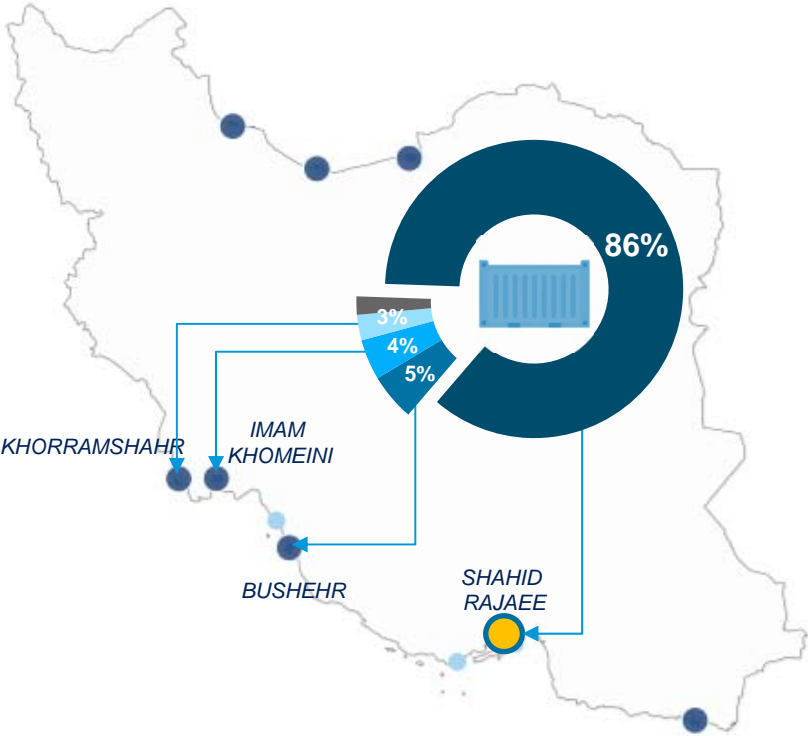 86%
3%
4%
5%
KHORRAMSHAHR
IMAM
KHOMEINI
BUSHEHR
SHAHID
RAJAEE